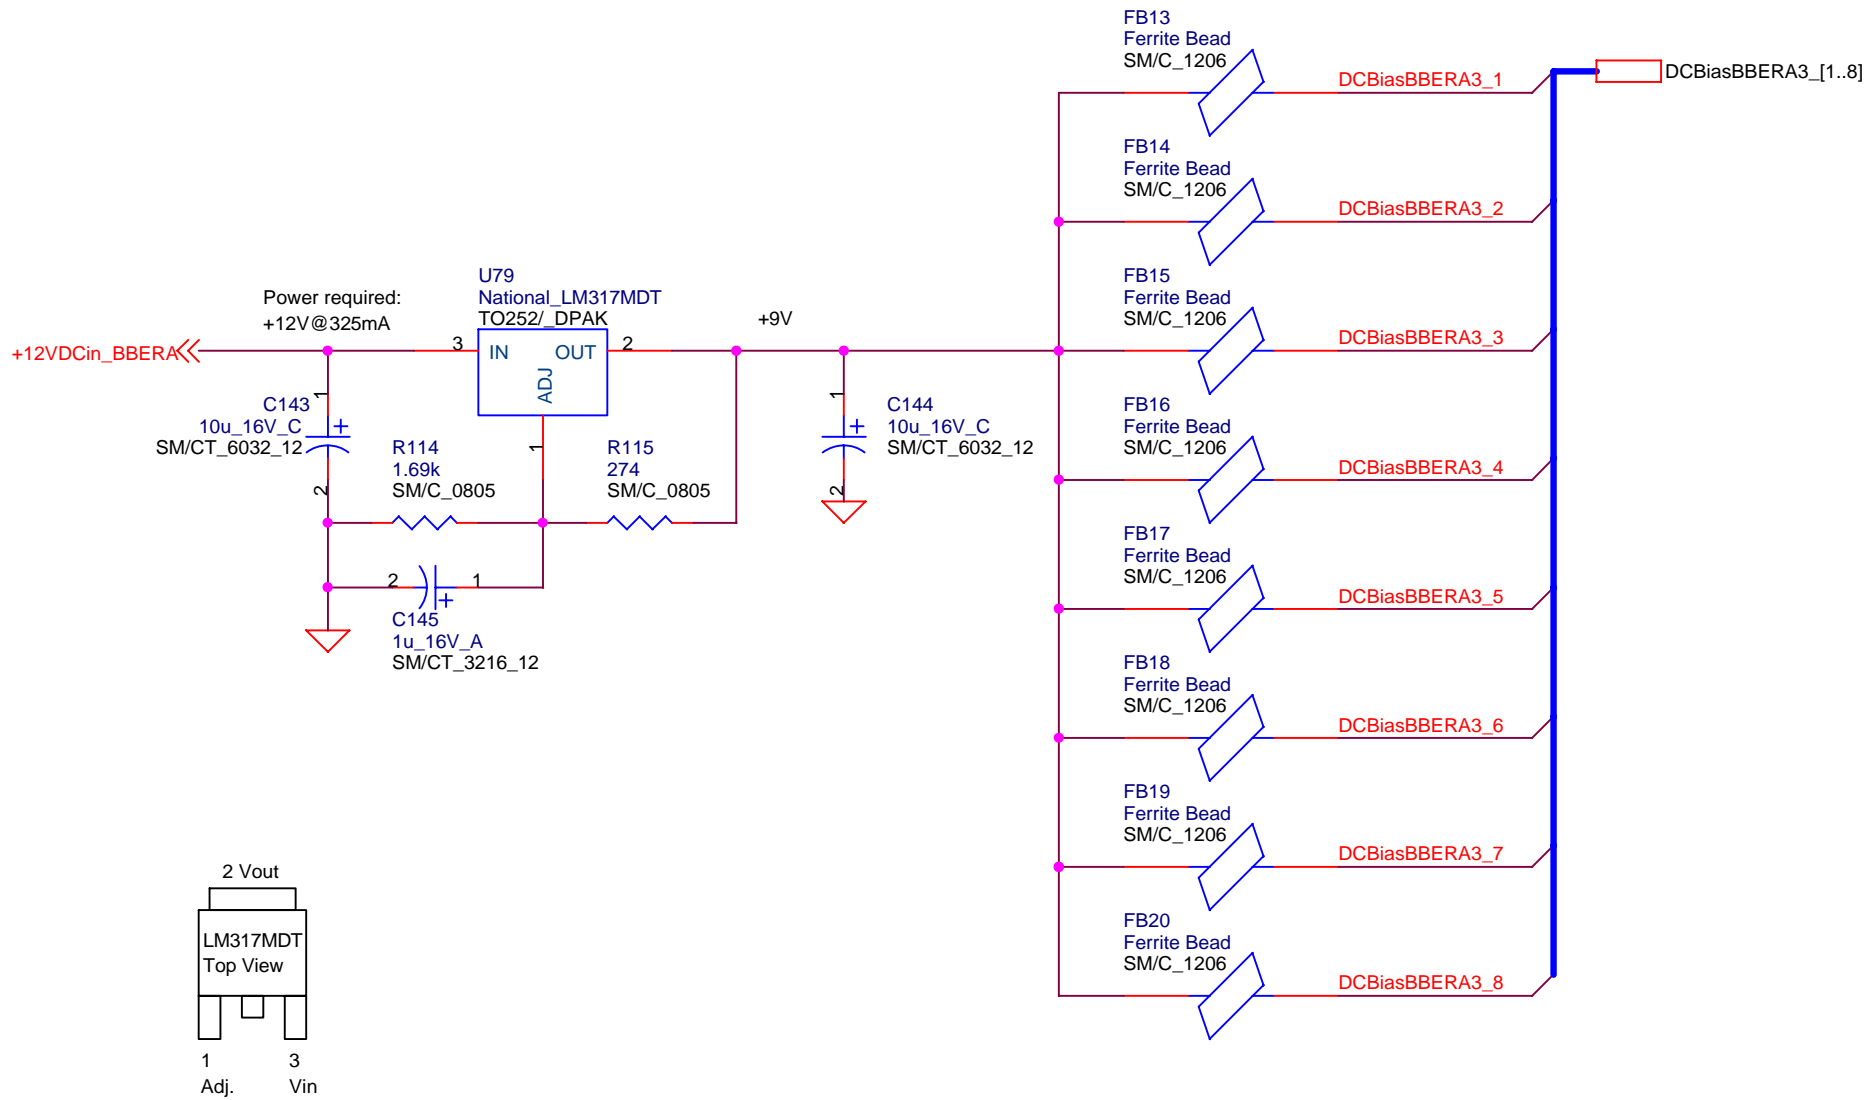 FB13
Ferrite Bead
SM/C_1206
DCBiasBBERA3_1
DCBiasBBERA3_[1..8]
FB14
Ferrite Bead
SM/C_1206
DCBiasBBERA3_2
FB15
Ferrite Bead
SM/C_1206
DCBiasBBERA3_3
Power required:
+12V@325mA
U79
National_LM317MDT
TO252/_DPAK
+9V
+12VDCin_BBERA
3
IN
OUT
2
ADJ
1
1
C143
10u_16V_C
SM/CT_6032_12
2
R114
1.69k
SM/C_0805
R115
274
SM/C_0805
1
C144
10u_16V_C
SM/CT_6032_12
2
2
1
C145
1u_16V_A
SM/CT_3216_12
FB16
Ferrite Bead
SM/C_1206
DCBiasBBERA3_4
FB17
Ferrite Bead
SM/C_1206
DCBiasBBERA3_5
FB18
Ferrite Bead
SM/C_1206
DCBiasBBERA3_6
FB19
Ferrite Bead
SM/C_1206
DCBiasBBERA3_7
FB20
Ferrite Bead
SM/C_1206
DCBiasBBERA3_8
2 Vout
LM317MDT
Top View
1
3
Adj.
Vin